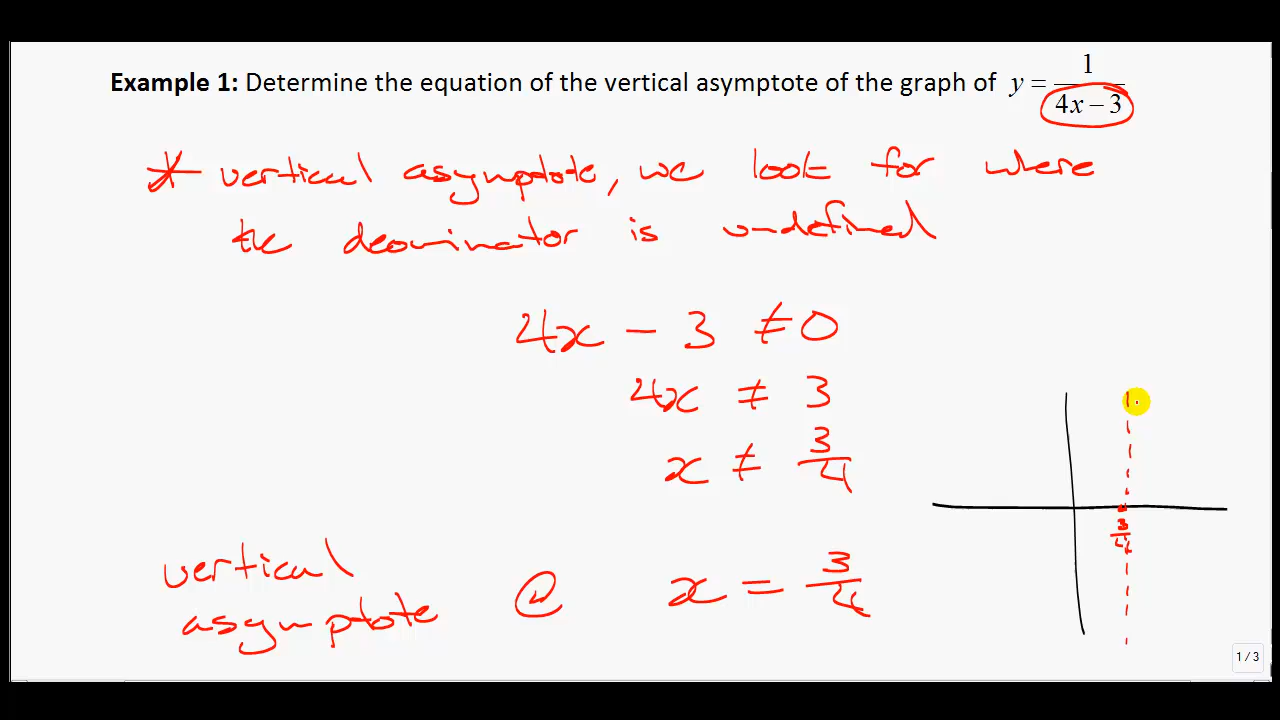 Example 1: Determine the equation of the vertical asymptote of the graph of y = 1/(4x − 3)
* vertical asymptote, we look for where
the deominator is undefined
4x − 3 ≠ 0
4x ≠ 3
x ≠ 3/4
3/4
vertical
asymptote @ x = 3/4
1 / 3